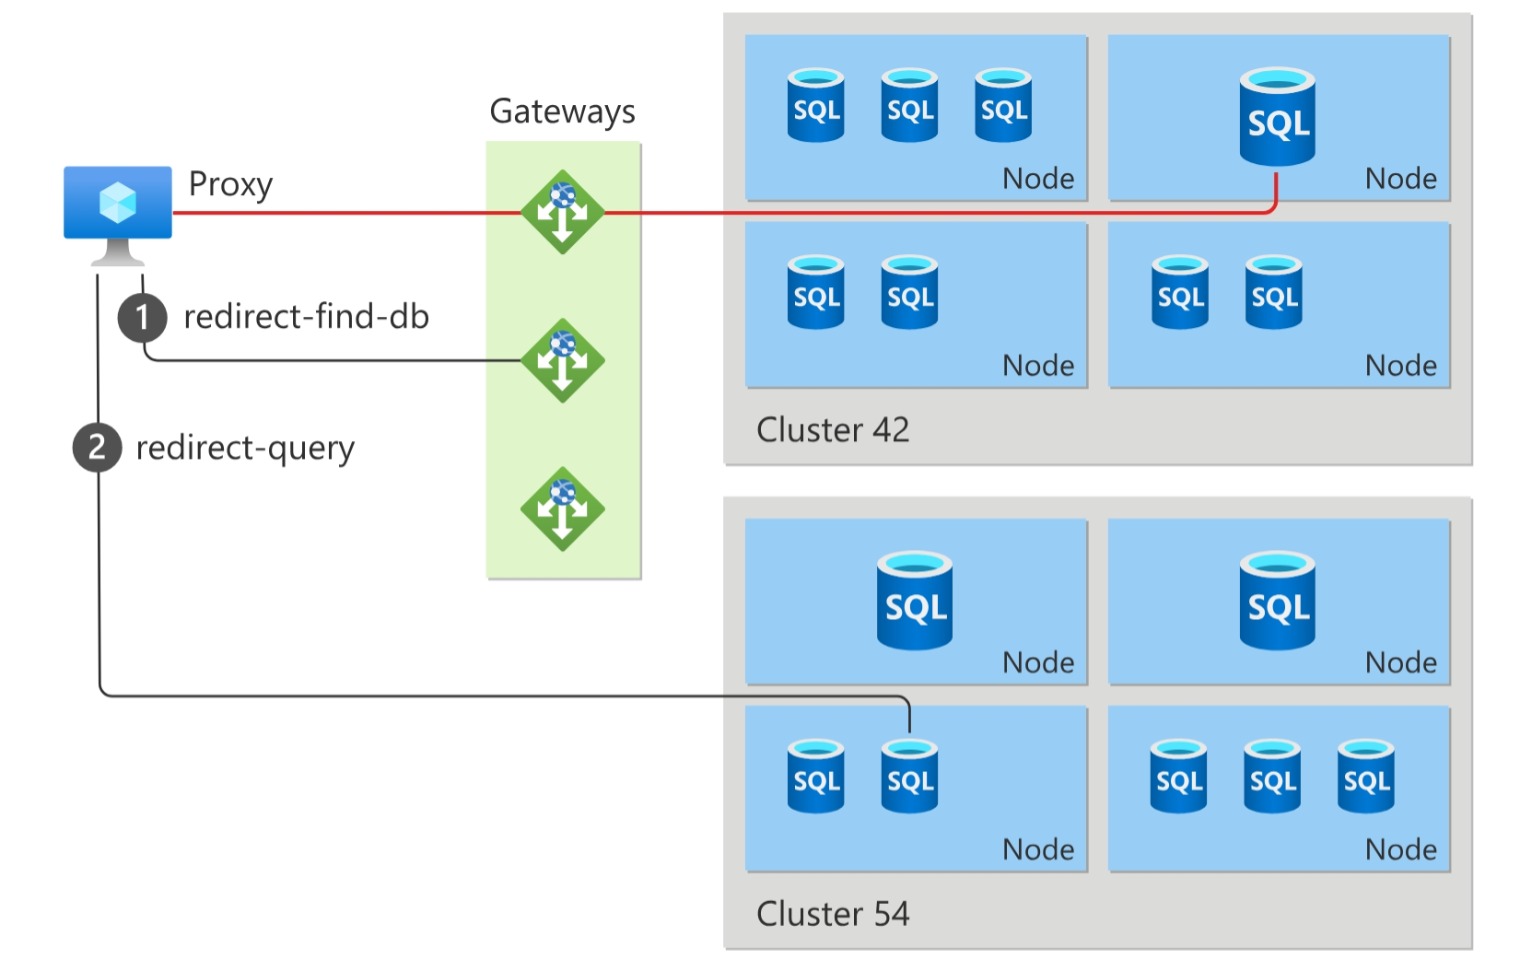 Gateways
Proxy
1 redirect-find-db
2 redirect-query
SQL SQL SQL
Node
SQL
Node
SQL SQL
Node
SQL SQL
Node
Cluster 42
SQL
Node
SQL
Node
SQL SQL
Node
SQL SQL SQL
Node
Cluster 54